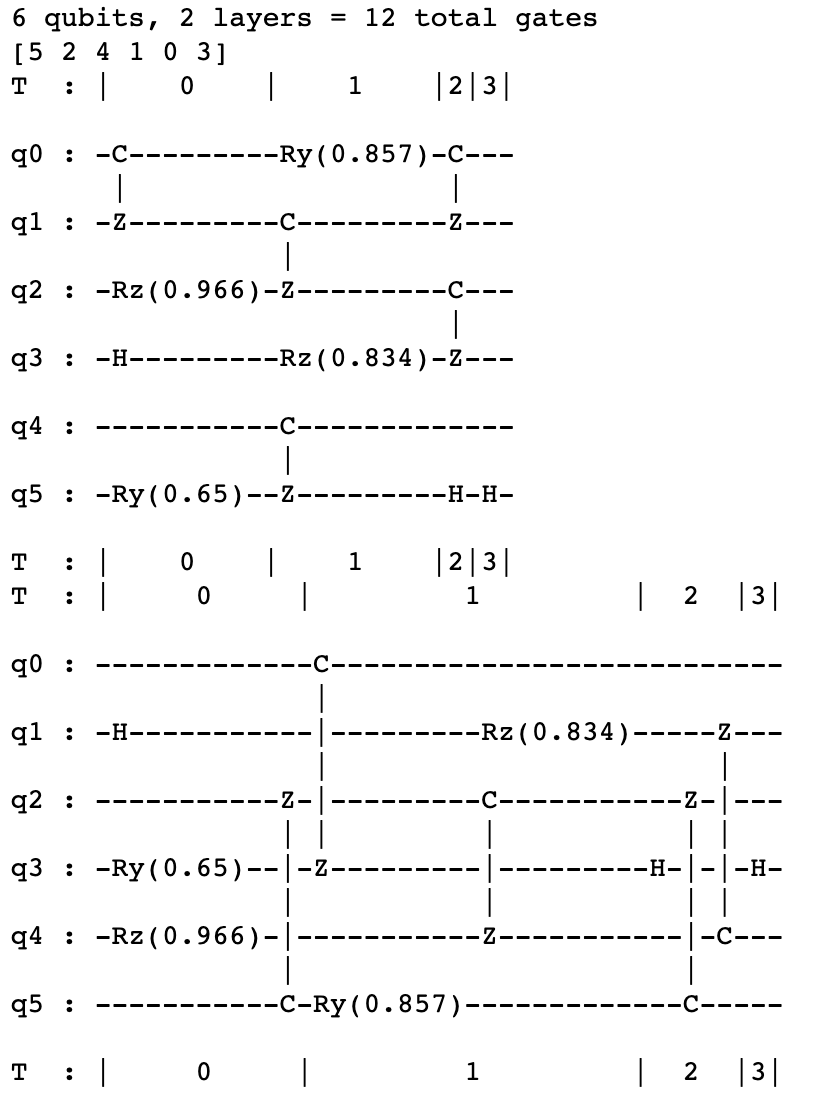 6 qubits, 2 layers = 12 total gates
[5 2 4 1 0 3]
T  : |    0    |    1    |2|3|

q0 : -C---------Ry(0.857)-C---
      |                   |
q1 : -Z---------C---------Z---
                |
q2 : -Rz(0.966)-Z---------C---
                          |
q3 : -H---------Rz(0.834)-Z---

q4 : -----------C-------------
                |
q5 : -Ry(0.65)--Z---------H-H-

T  : |    0    |    1    |2|3|
T  : |     0     |         1         |  2  |3|

q0 : -------------C---------------------------
                  |
q1 : -H-----------|---------Rz(0.834)-----Z---
                  |                       |
q2 : -----------Z-|---------C-----------Z-|---
                | |         |           | |
q3 : -Ry(0.65)--|-Z---------|---------H-|-|-H-
                |           |           | |
q4 : -Rz(0.966)-|-----------Z-----------|-C---
                |                       |
q5 : -----------C-Ry(0.857)-------------C-----

T  : |     0     |         1         |  2  |3|